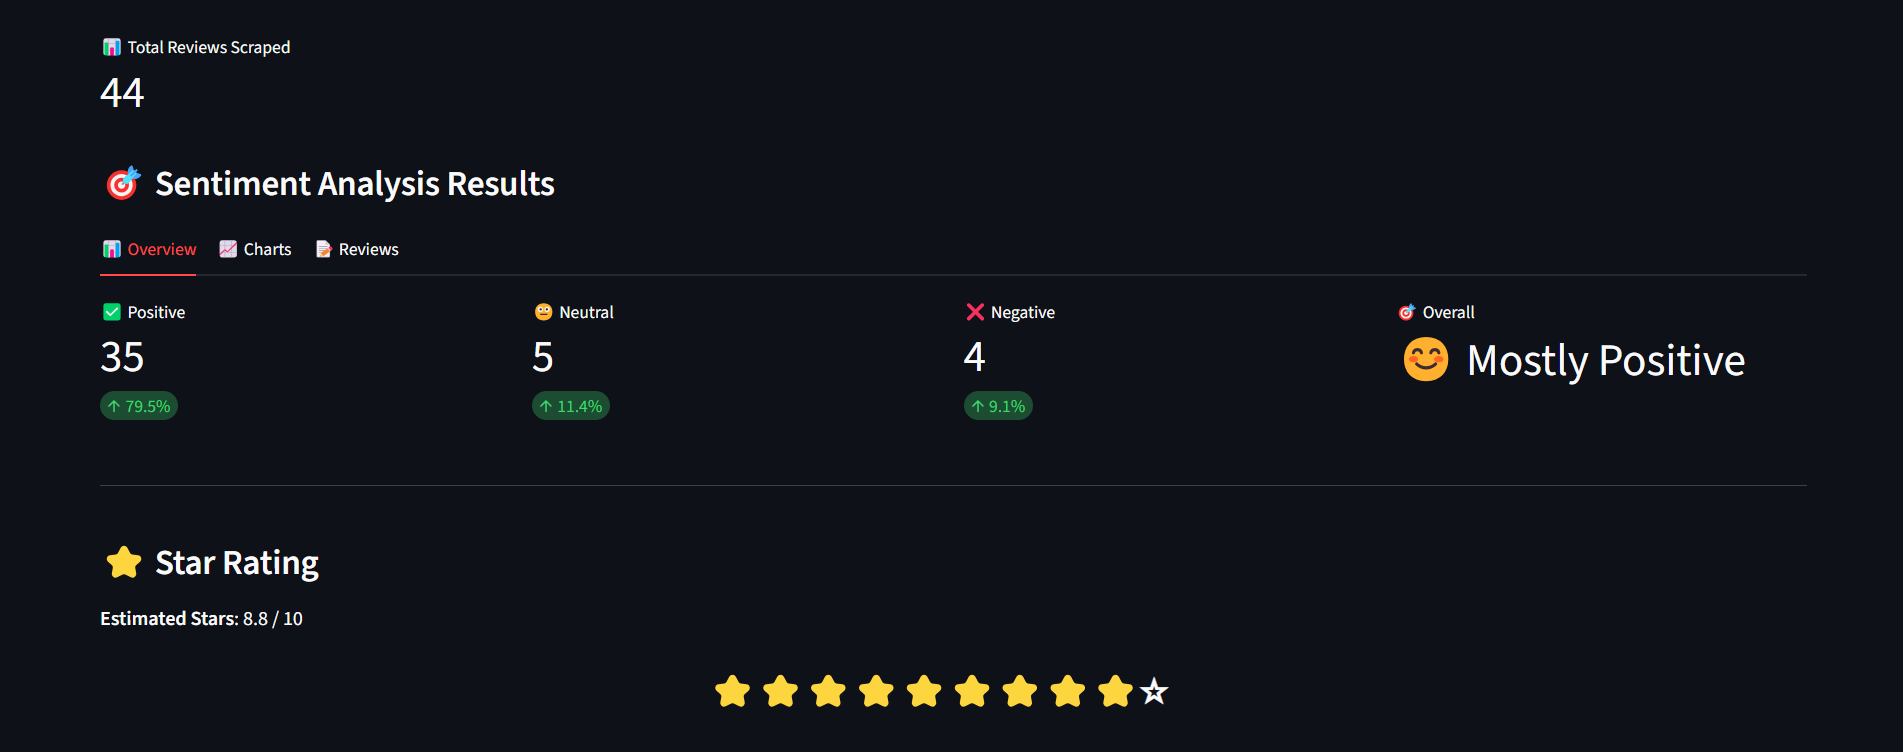 📊 Total Reviews Scraped
44
🎯 Sentiment Analysis Results
📊 Overview 📈 Charts 📝 Reviews
✅ Positive 😐 Neutral ❌ Negative 🎯 Overall
35 5 4 😊 Mostly Positive
↑ 79.5% ↑ 11.4% ↑ 9.1%
⭐ Star Rating
Estimated Stars: 8.8 / 10
⭐⭐⭐⭐⭐⭐⭐⭐⭐☆